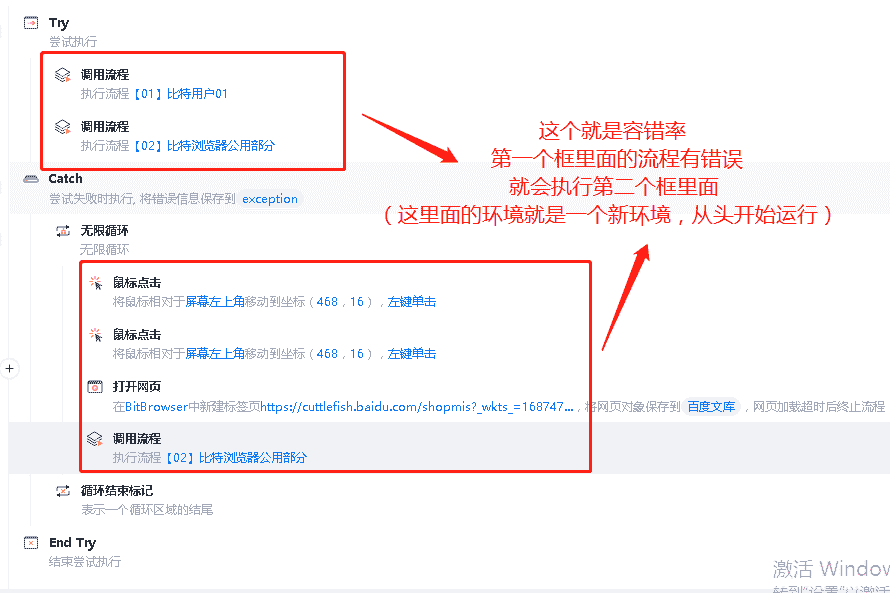 Try
尝试执行
调用流程
执行流程【01】比特用户01
调用流程
执行流程【02】比特浏览器公用部分
这个就是容错率
第一个框里面的流程有错误
就会执行第二个框里面
（这里面的环境就是一个新环境，从头开始运行）
Catch
尝试失败时执行, 将错误信息保存到 exception
无限循环
无限循环
鼠标点击
将鼠标相对于屏幕左上角移动到坐标（468，16），左键单击
鼠标点击
将鼠标相对于屏幕左上角移动到坐标（468，16），左键单击
打开网页
在BitBrowser中新建标签页https://cuttlefish.baidu.com/shopmis?_wkts_=168747...，将网页对象保存到 百度文库 ，网页加载超时后终止流程
调用流程
执行流程【02】比特浏览器公用部分
循环结束标记
表示一个循环区域的结尾
End Try
结束尝试执行
激活 Window